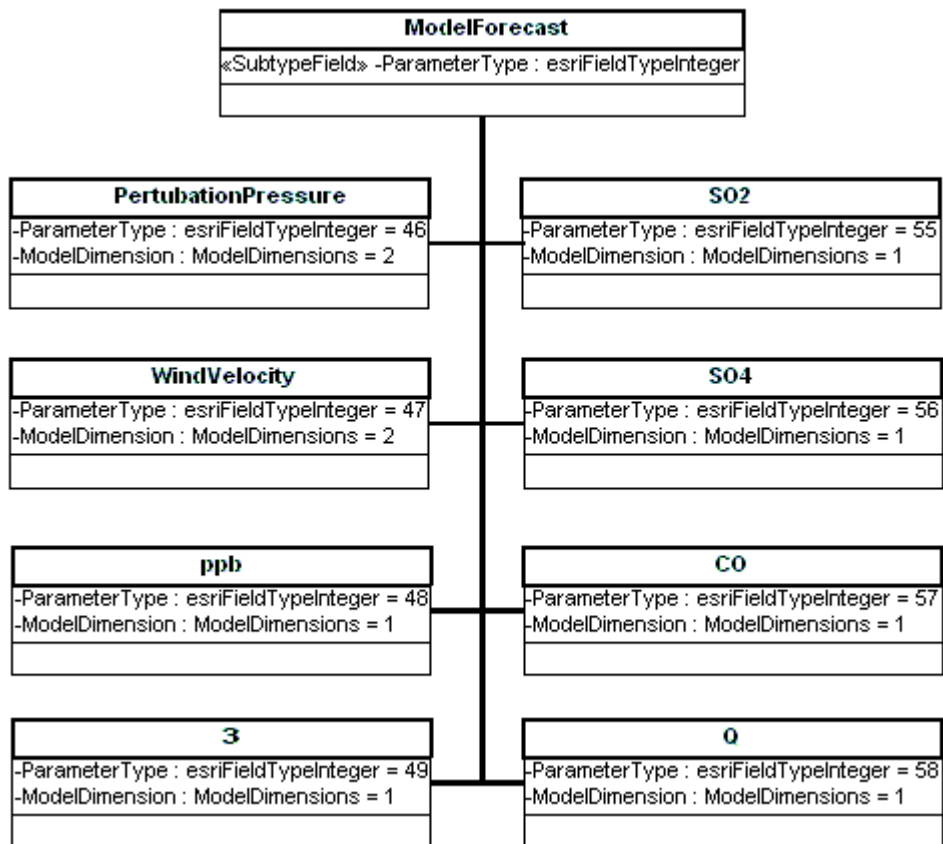 ModelForecast
«SubtypeField» -ParameterType : esriFieldTypeInteger
PertubationPressure
-ParameterType : esriFieldTypeInteger = 46
-ModelDimension : ModelDimensions = 2
SO2
-ParameterType : esriFieldTypeInteger = 55
-ModelDimension : ModelDimensions = 1
WindVelocity
-ParameterType : esriFieldTypeInteger = 47
-ModelDimension : ModelDimensions = 2
SO4
-ParameterType : esriFieldTypeInteger = 56
-ModelDimension : ModelDimensions = 1
ppb
-ParameterType : esriFieldTypeInteger = 48
-ModelDimension : ModelDimensions = 1
CO
-ParameterType : esriFieldTypeInteger = 57
-ModelDimension : ModelDimensions = 1
3
-ParameterType : esriFieldTypeInteger = 49
-ModelDimension : ModelDimensions = 1
Q
-ParameterType : esriFieldTypeInteger = 58
-ModelDimension : ModelDimensions = 1